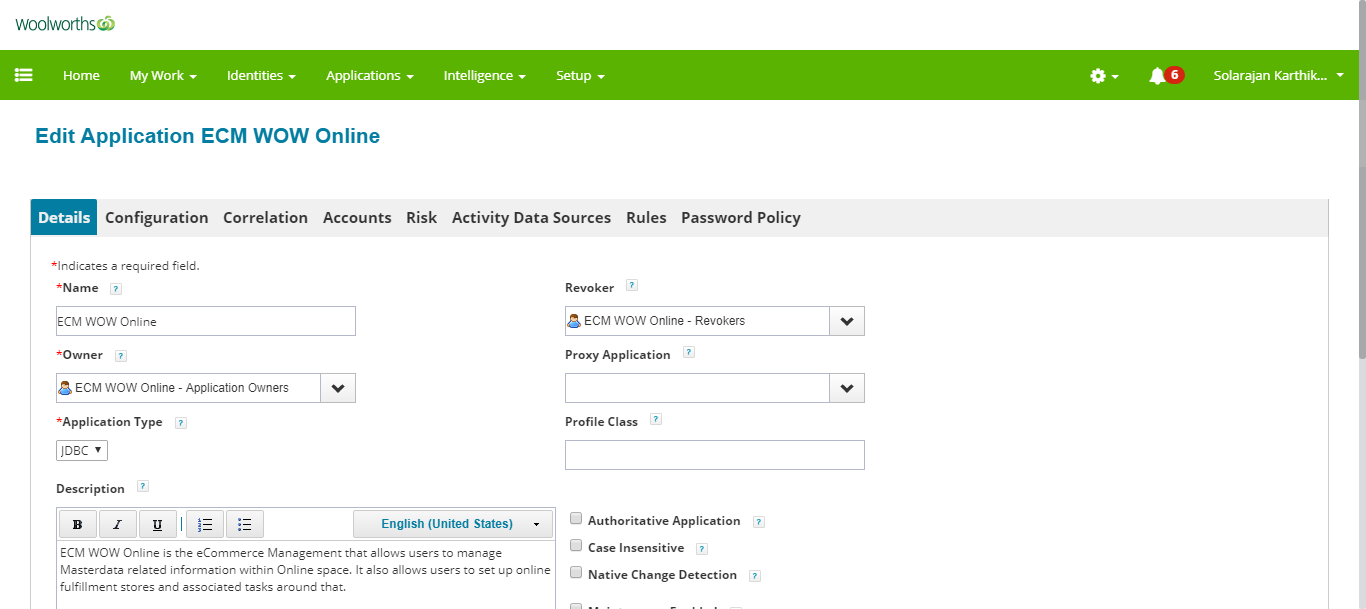 woolworths
Home My Work Identities Applications Intelligence Setup 6 Solarajan Karthik...
Edit Application ECM WOW Online
Details Configuration Correlation Accounts Risk Activity Data Sources Rules Password Policy
*Indicates a required field.
*Name ?
ECM WOW Online
Revoker ?
ECM WOW Online - Revokers
*Owner ?
ECM WOW Online - Application Owners
Proxy Application ?
*Application Type ?
JDBC
Profile Class ?
Description ?
B I U English (United States)
ECM WOW Online is the eCommerce Management that allows users to manage
Masterdata related information within Online space. It also allows users to set up online
fulfillment stores and associated tasks around that.
Authoritative Application ?
Case Insensitive ?
Native Change Detection ?